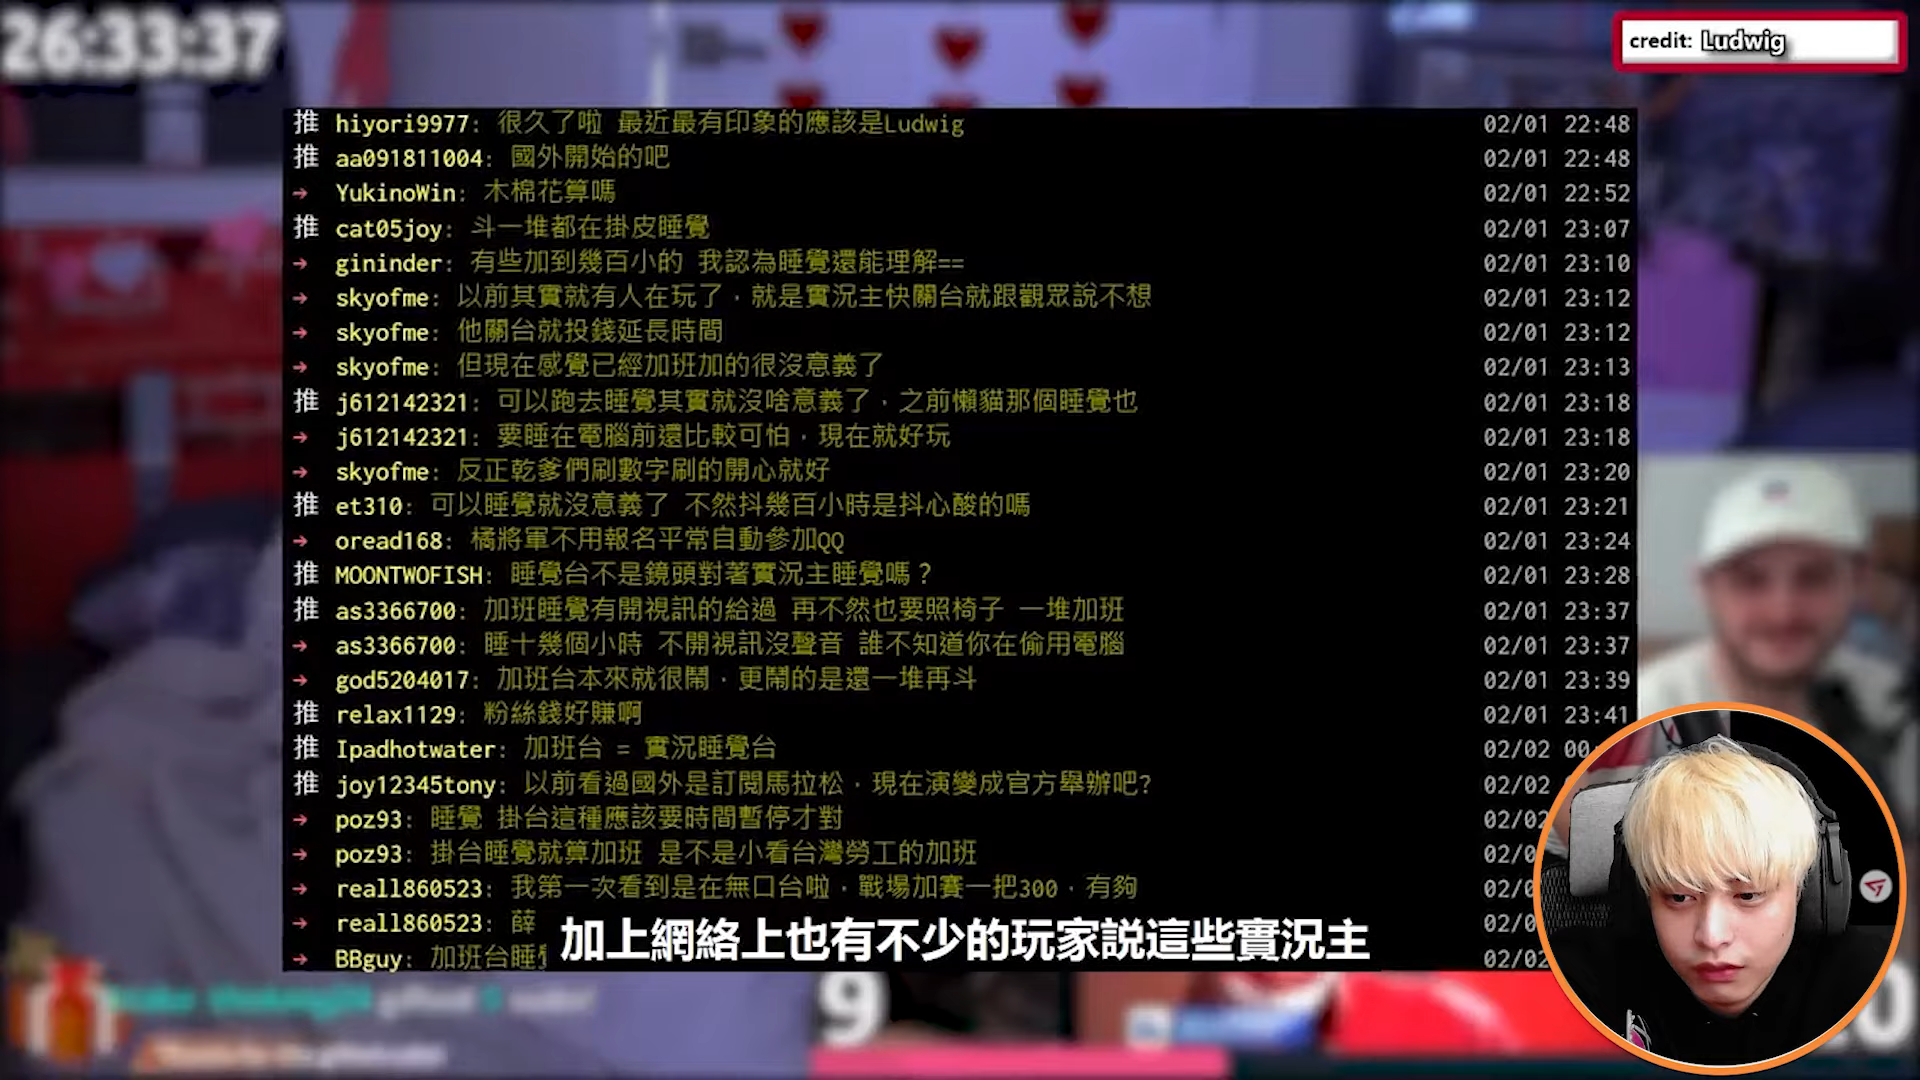 26:33:37
credit: Ludwig
推 hiyori9977: 很久了啦 最近最有印象的應該是Ludwig 02/01 22:48
推 aa091811004: 國外開始的吧 02/01 22:48
→ YukinoWin: 木棉花算嗎 02/01 22:52
推 cat05joy: 斗一堆都在掛皮睡覺 02/01 23:07
→ gininder: 有些加到幾百小的 我認為睡覺還能理解== 02/01 23:10
→ skyofme: 以前其實就有人在玩了，就是實況主快關台就跟觀眾說不想 02/01 23:12
→ skyofme: 他關台就投錢延長時間 02/01 23:12
→ skyofme: 但現在感覺已經加班加的很沒意義了 02/01 23:13
推 j612142321: 可以跑去睡覺其實就沒啥意義了，之前懶貓那個睡覺也 02/01 23:18
→ j612142321: 要睡在電腦前還比較可怕，現在就好玩 02/01 23:18
→ skyofme: 反正乾爹們刷數字刷的開心就好 02/01 23:20
推 et310: 可以睡覺就沒意義了 不然抖幾百小時是抖心酸的嗎 02/01 23:21
→ oread168: 橘將軍不用報名平常自動參加QQ 02/01 23:24
推 MOONTWOFISH: 睡覺台不是鏡頭對著實況主睡覺嗎？ 02/01 23:28
推 as3366700: 加班睡覺有開視訊的給過 再不然也要照椅子 一堆加班 02/01 23:37
→ as3366700: 睡十幾個小時 不開視訊沒聲音 誰不知道你在偷用電腦 02/01 23:37
→ god5204017: 加班台本來就很鬧，更鬧的是還一堆再斗 02/01 23:39
推 relax1129: 粉絲錢好賺啊 02/01 23:41
推 Ipadhotwater: 加班台 = 實況睡覺台 02/02 00
推 joy12345tony: 以前看過國外是訂閱馬拉松，現在演變成官方舉辦吧? 02/02
→ poz93: 睡覺 掛台這種應該要時間暫停才對 02/02
→ poz93: 掛台睡覺就算加班 是不是小看台灣勞工的加班 02/0
→ reall860523: 我第一次看到是在無口台啦，戰場加賽一把300，有夠 02/0
→ reall860523: 薛 02/0
→ BBguy: 加班台睡 02/02
加上網絡上也有不少的玩家説這些實況主
9